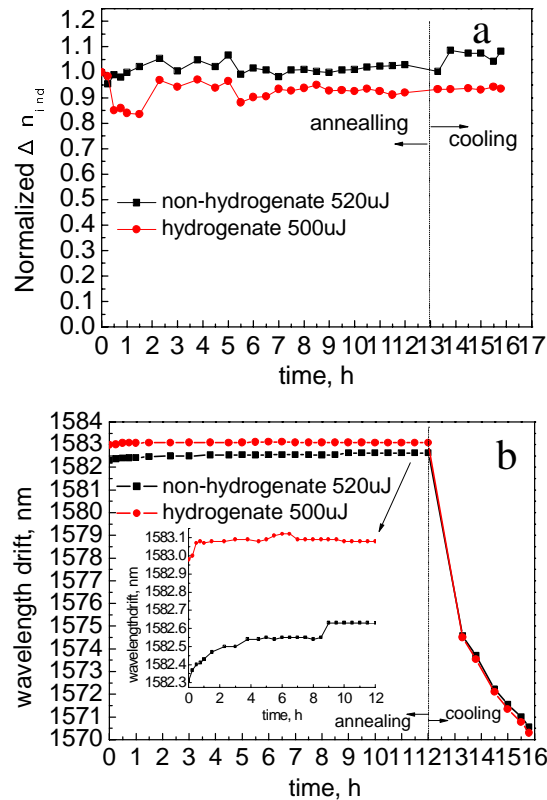 a
Normalized Δ n ind
1.2
1.1
1.0
0.9
0.8
0.7
0.6
0.5
0.4
0.3
0.2
0.1
0.0
annealling
cooling
non-hydrogenate 520uJ
hydrogenate 500uJ
0 1 2 3 4 5 6 7 8 9 10 11 12 13 14 15 16 17
time, h
b
wavelength drift, nm
1584
1583
1582
1581
1580
1579
1578
1577
1576
1575
1574
1573
1572
1571
1570
non-hydrogenate 520uJ
hydrogenate 500uJ
wavelengthdrift, nm
1583.1
1583.0
1582.9
1582.8
1582.7
1582.6
1582.5
1582.4
1582.3
0 2 4 6 8 10 12
time, h
annealling
cooling
0 1 2 3 4 5 6 7 8 9 10 11 12 13 14 15 16
time, h